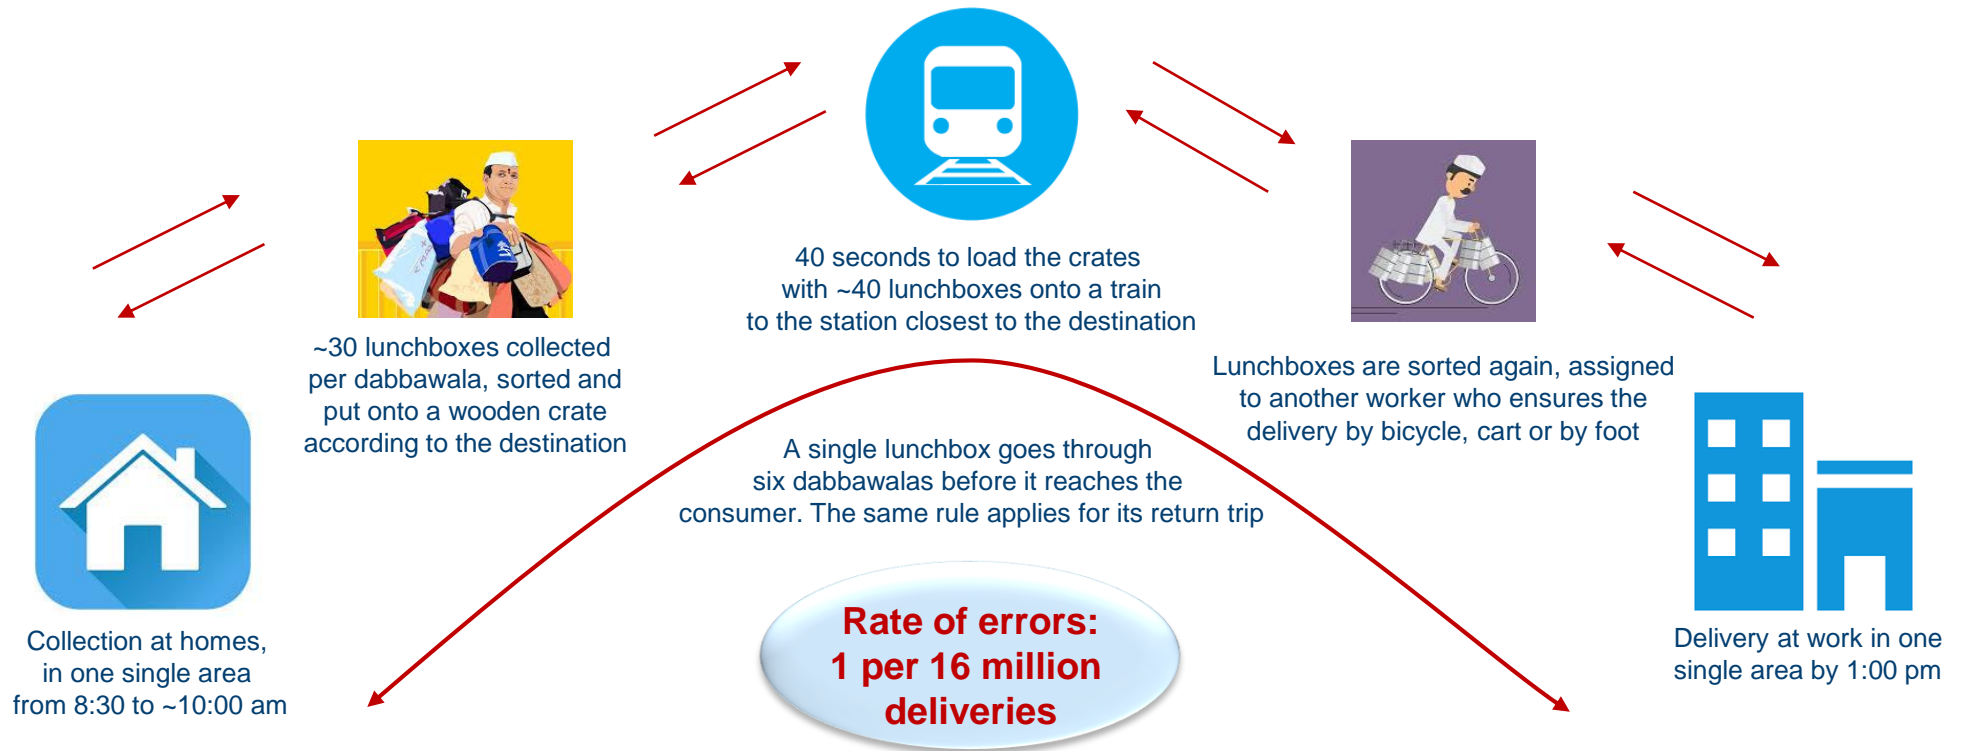 40 seconds to load the crates
with ~40 lunchboxes onto a train
to the station closest to the destination
~30 lunchboxes collected
per dabbawala, sorted and
put onto a wooden crate
according to the destination
Lunchboxes are sorted again, assigned
to another worker who ensures the
delivery by bicycle, cart or by foot
A single lunchbox goes through
six dabbawalas before it reaches the
consumer. The same rule applies for its return trip
Collection at homes,
in one single area
from 8:30 to ~10:00 am
Rate of errors:
1 per 16 million
deliveries
Delivery at work in one
single area by 1:00 pm